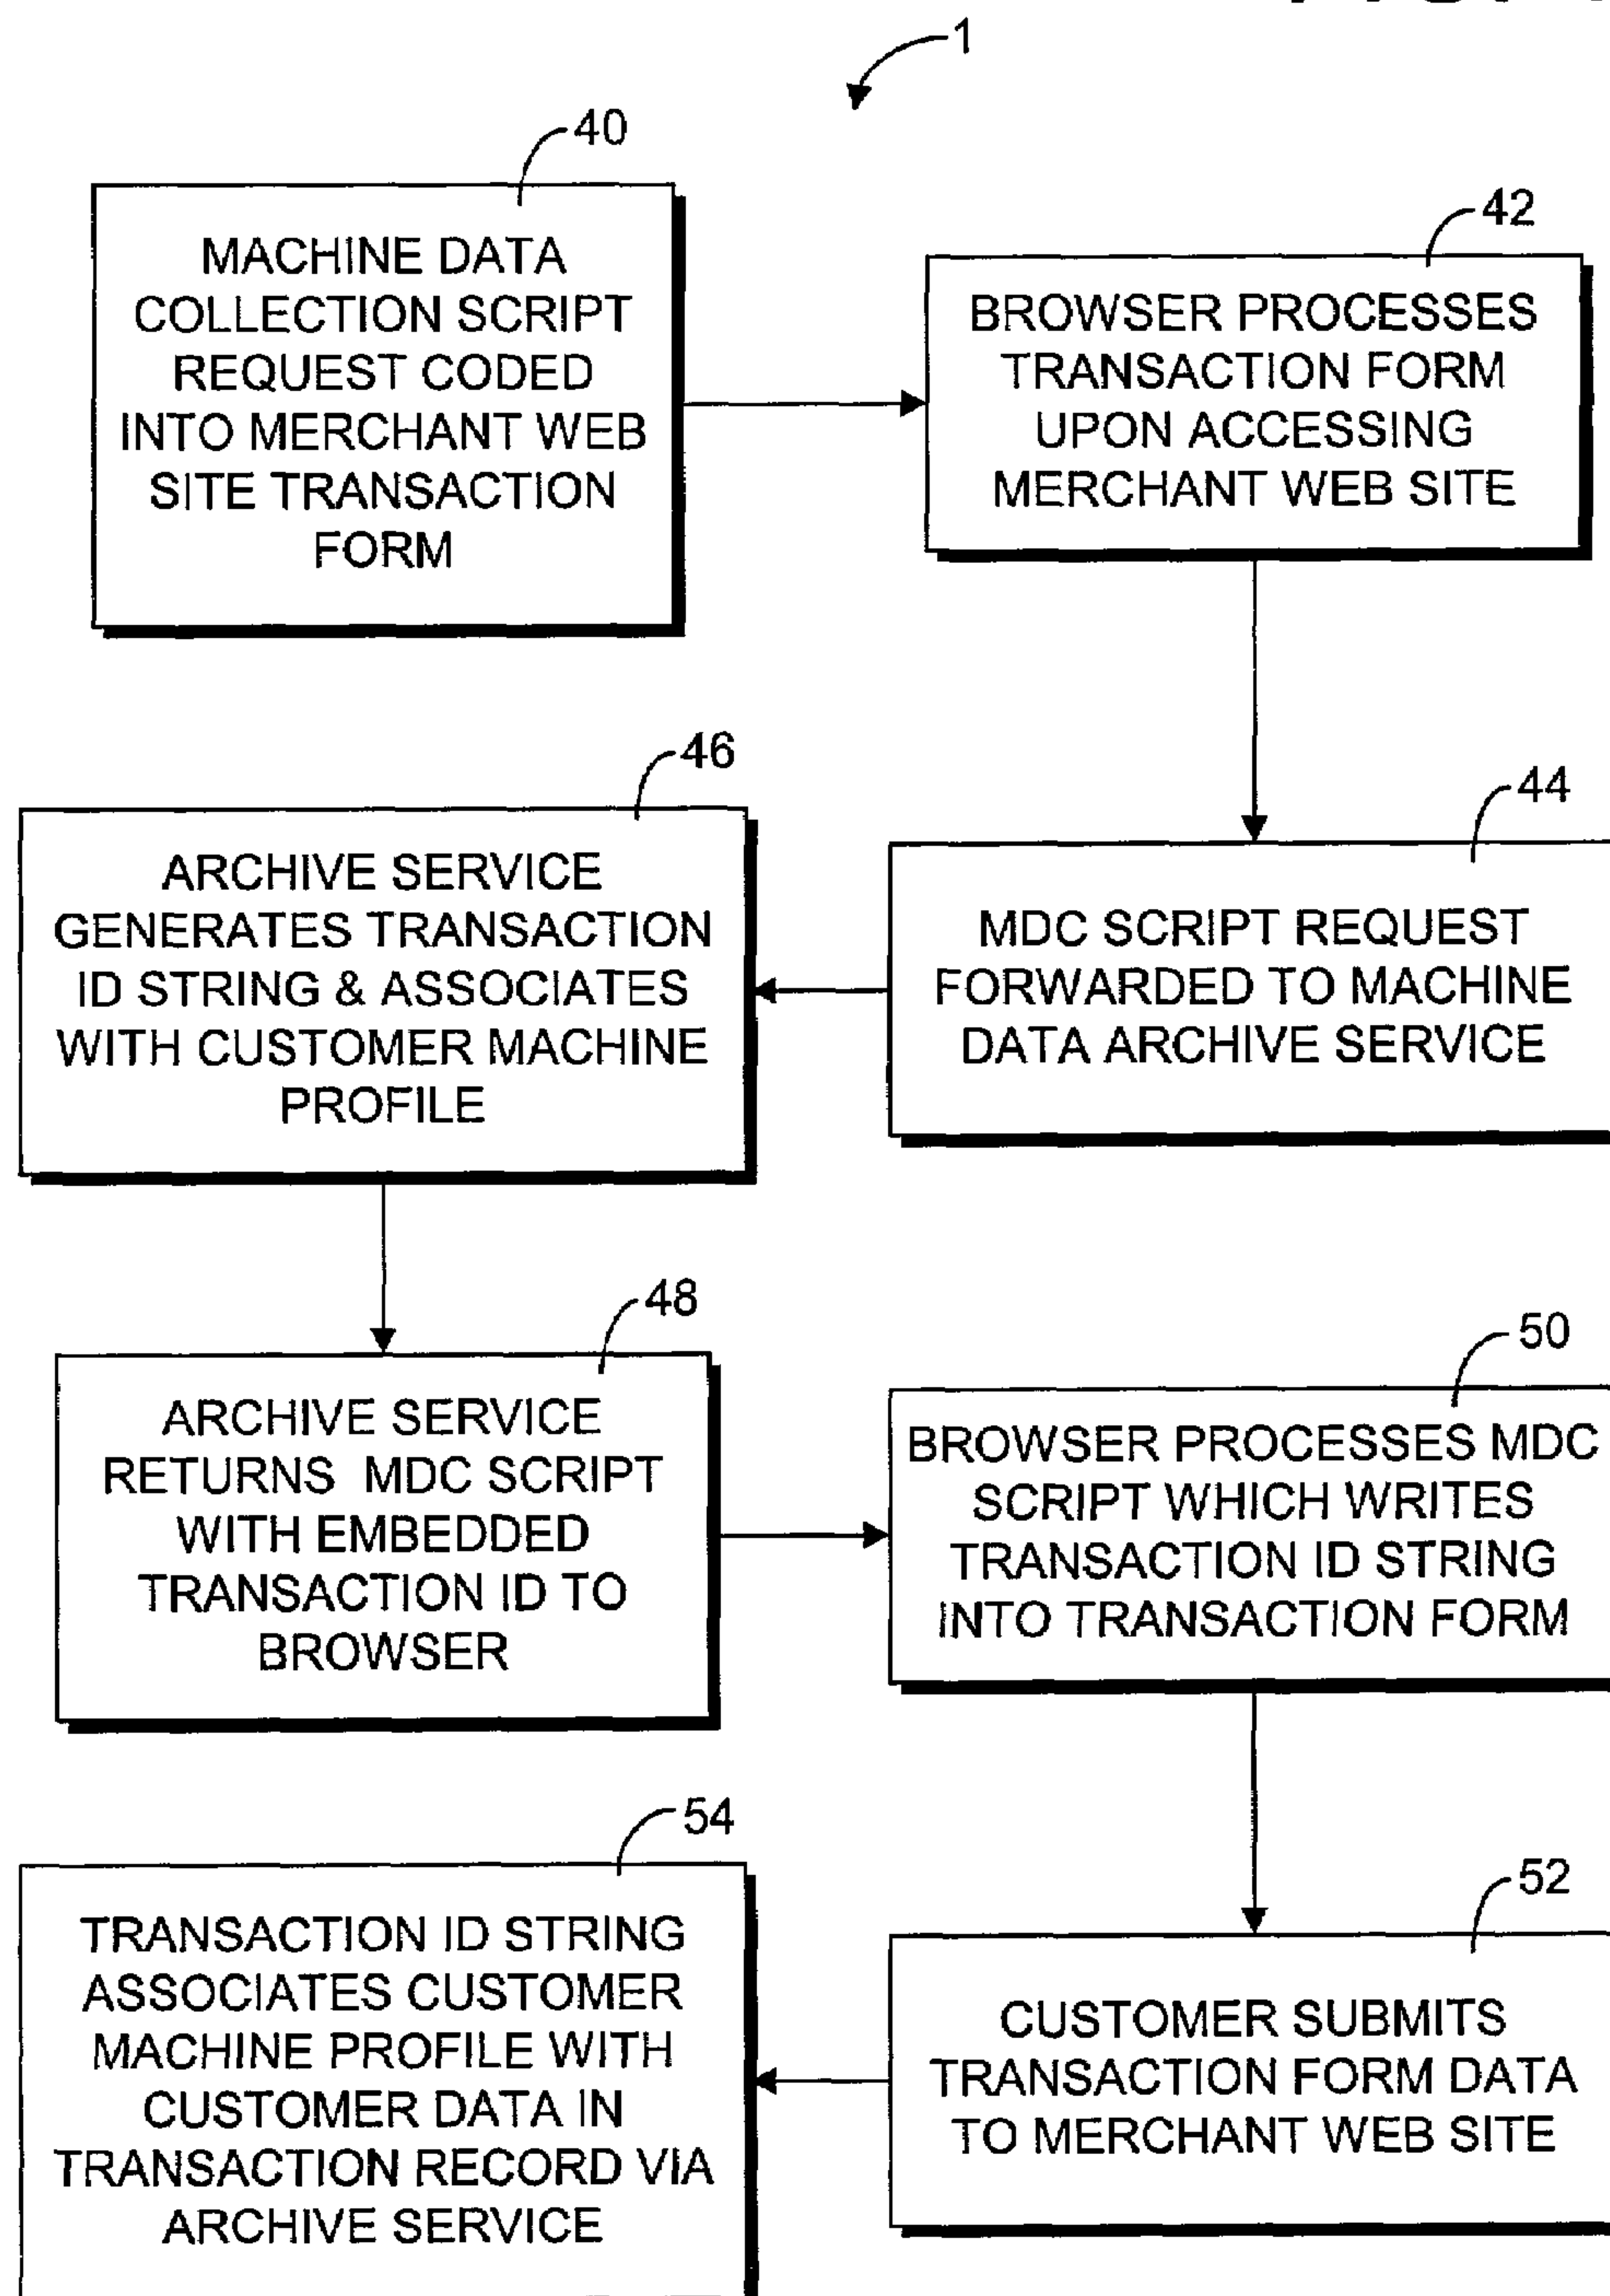 1
40
MACHINE DATA
COLLECTION SCRIPT
REQUEST CODED
INTO MERCHANT WEB
SITE TRANSACTION
FORM
42
BROWSER PROCESSES
TRANSACTION FORM
UPON ACCESSING
MERCHANT WEB SITE
44
MDC SCRIPT REQUEST
FORWARDED TO MACHINE
DATA ARCHIVE SERVICE
46
ARCHIVE SERVICE
GENERATES TRANSACTION
ID STRING & ASSOCIATES
WITH CUSTOMER MACHINE
PROFILE
48
ARCHIVE SERVICE
RETURNS MDC SCRIPT
WITH EMBEDDED
TRANSACTION ID TO
BROWSER
50
BROWSER PROCESSES MDC
SCRIPT WHICH WRITES
TRANSACTION ID STRING
INTO TRANSACTION FORM
52
CUSTOMER SUBMITS
TRANSACTION FORM DATA
TO MERCHANT WEB SITE
54
TRANSACTION ID STRING
ASSOCIATES CUSTOMER
MACHINE PROFILE WITH
CUSTOMER DATA IN
TRANSACTION RECORD VIA
ARCHIVE SERVICE